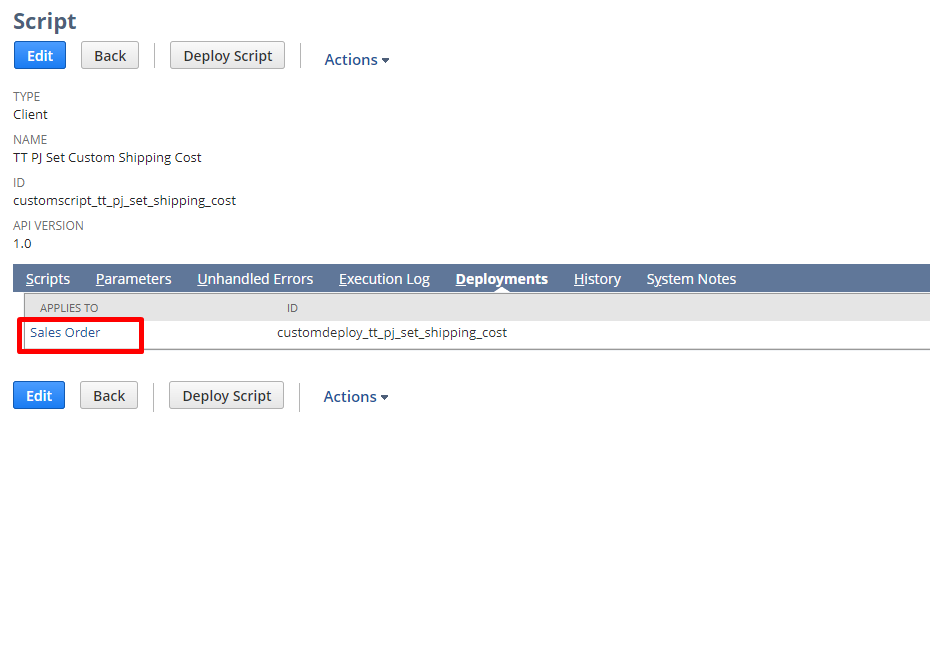 Script
Edit Back Deploy Script Actions
TYPE
Client
NAME
TT PJ Set Custom Shipping Cost
ID
customscript_tt_pj_set_shipping_cost
API VERSION
1.0
Scripts Parameters Unhandled Errors Execution Log Deployments History System Notes
APPLIES TO ID
Sales Order customdeploy_tt_pj_set_shipping_cost
Edit Back Deploy Script Actions